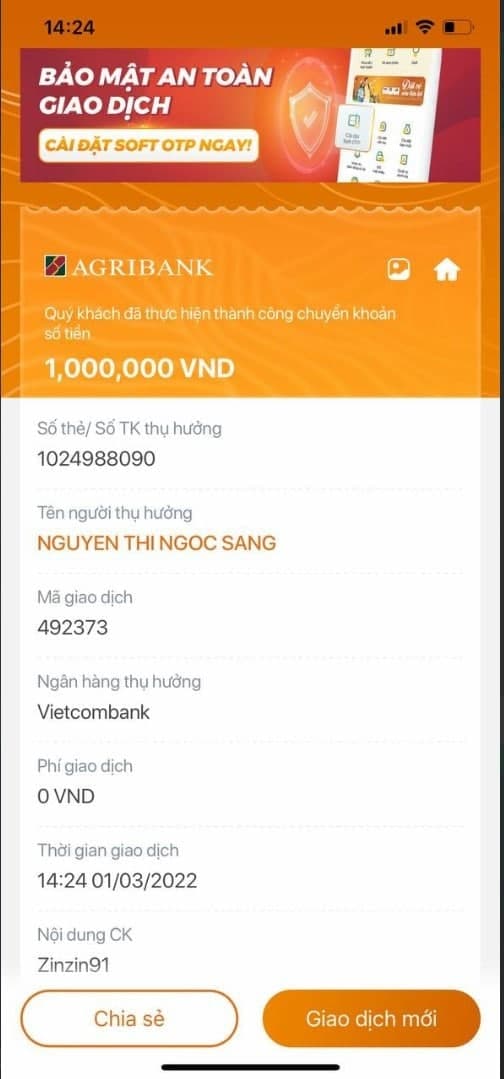 14:24
BẢO MẬT AN TOÀN
GIAO DỊCH
CÀI ĐẶT SOFT OTP NGAY!
AGRIBANK
Quý khách đã thực hiện thành công chuyển khoản
số tiền
1,000,000 VND
Số thẻ/ Số TK thụ hưởng
1024988090
Tên người thụ hưởng
NGUYEN THI NGOC SANG
Mã giao dịch
492373
Ngân hàng thụ hưởng
Vietcombank
Phí giao dịch
0 VND
Thời gian giao dịch
14:24 01/03/2022
Nội dung CK
Zinzin91
Chia sẻ
Giao dịch mới